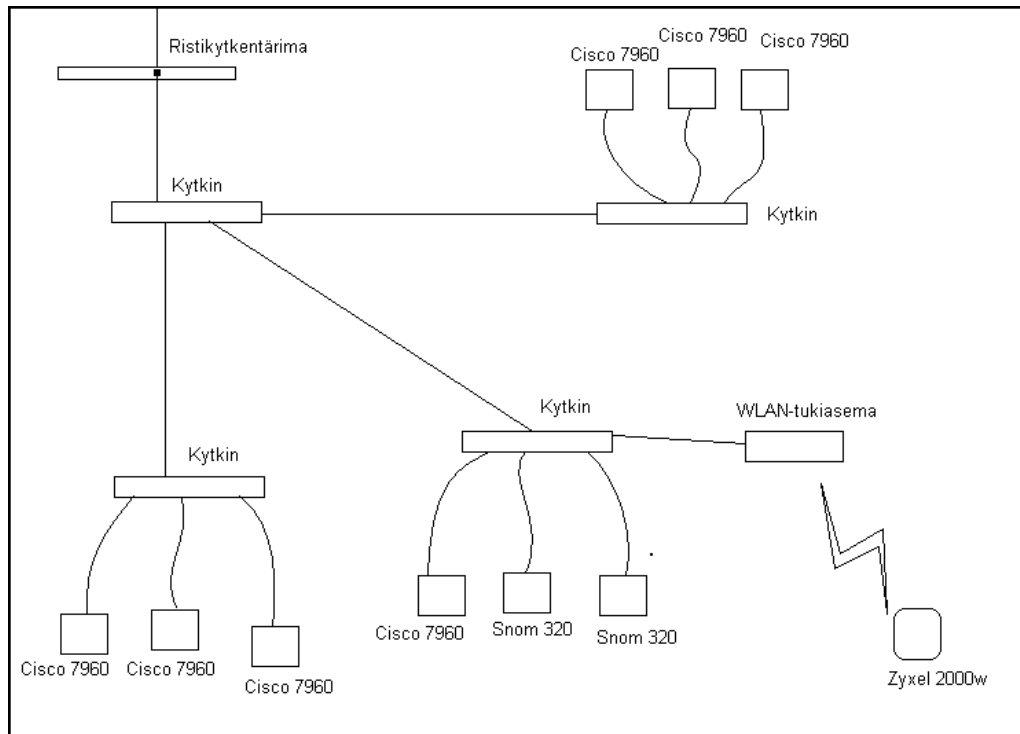 Ristikytkentärima
Cisco 7960
Cisco 7960
Cisco 7960
Kytkin
Kytkin
Kytkin
WLAN-tukiasema
Kytkin
Cisco 7960
Snom 320
Snom 320
Cisco 7960
Cisco 7960
Cisco 7960
Zyxel 2000w